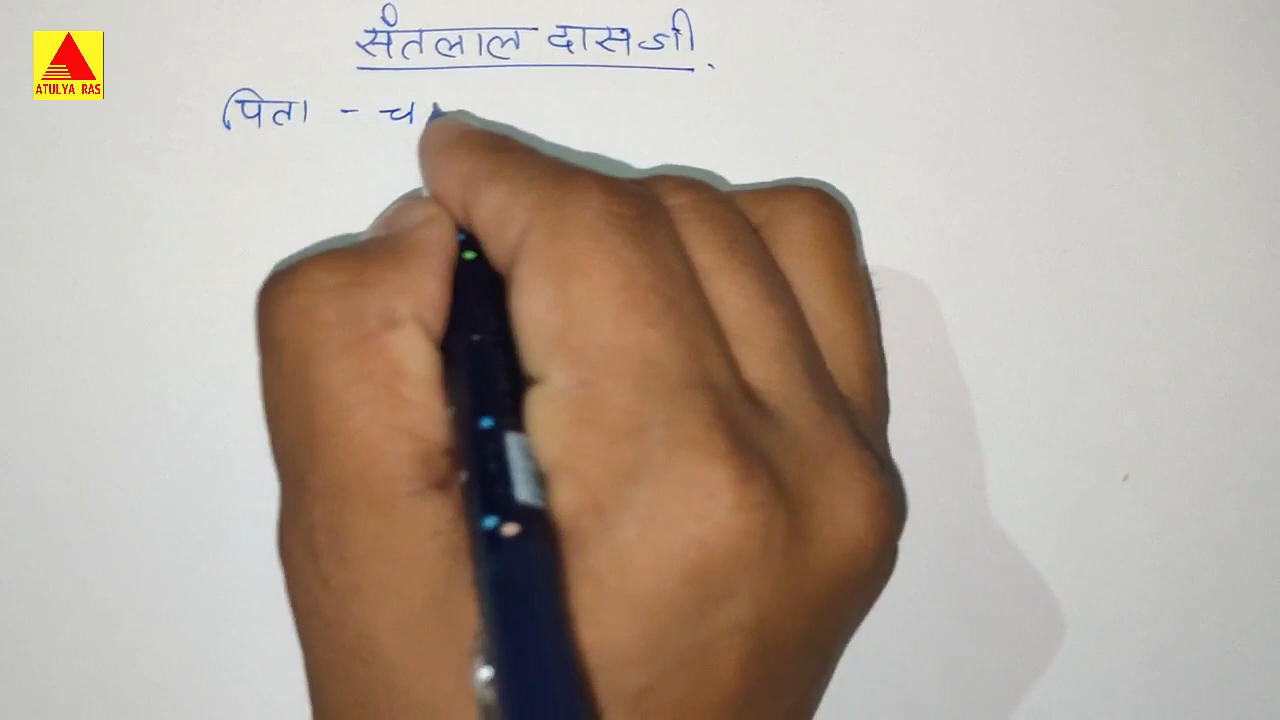 संतलाल दासजी.
पिता - च
ATULYA RAS